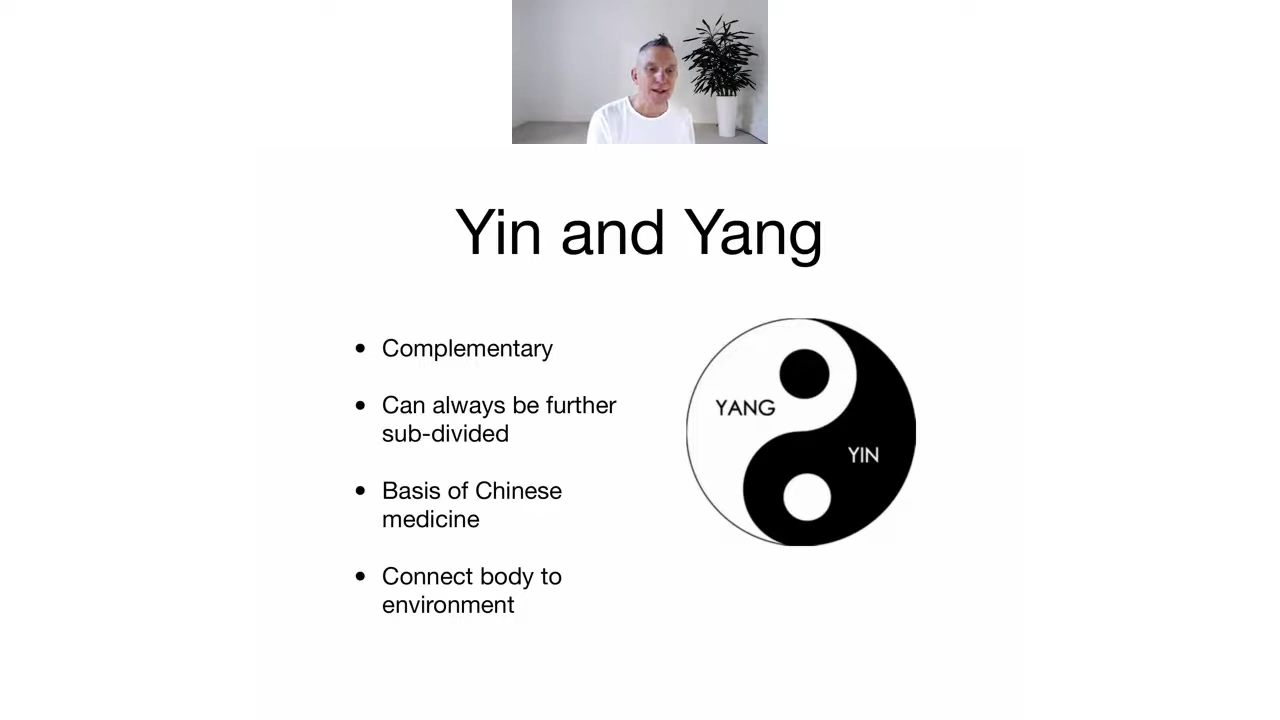 Yin and Yang
• Complementary
• Can always be further
sub-divided
• Basis of Chinese
medicine
• Connect body to
environment
YANG
YIN